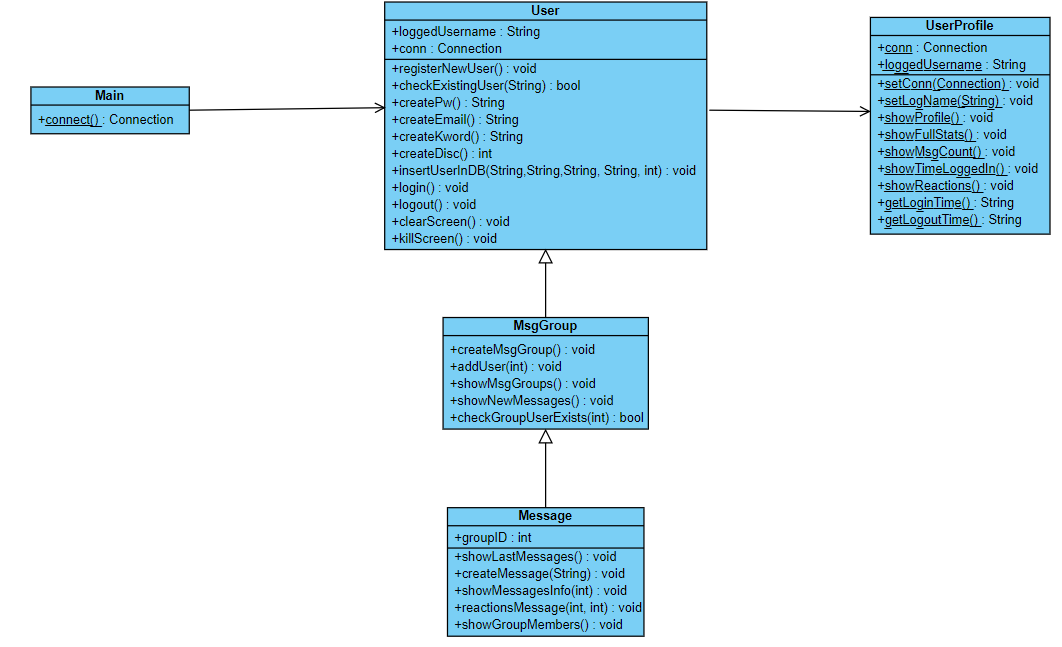 User
+loggedUsername : String
+conn : Connection
+registerNewUser() : void
+checkExistingUser(String) : bool
+createPw() : String
+createEmail() : String
+createKword() : String
+createDisc() : int
+insertUserInDB(String,String,String, String, int) : void
+login() : void
+logout() : void
+clearScreen() : void
+killScreen() : void
UserProfile
+conn : Connection
+loggedUsername : String
+setConn(Connection) : void
+setLogName(String) : void
+showProfile() : void
+showFullStats() : void
+showMsgCount() : void
+showTimeLoggedIn() : void
+showReactions() : void
+getLoginTime() : String
+getLogoutTime() : String
Main
+connect() : Connection
MsgGroup
+createMsgGroup() : void
+addUser(int) : void
+showMsgGroups() : void
+showNewMessages() : void
+checkGroupUserExists(int) : bool
Message
+groupID : int
+showLastMessages() : void
+createMessage(String) : void
+showMessagesInfo(int) : void
+reactionsMessage(int, int) : void
+showGroupMembers() : void